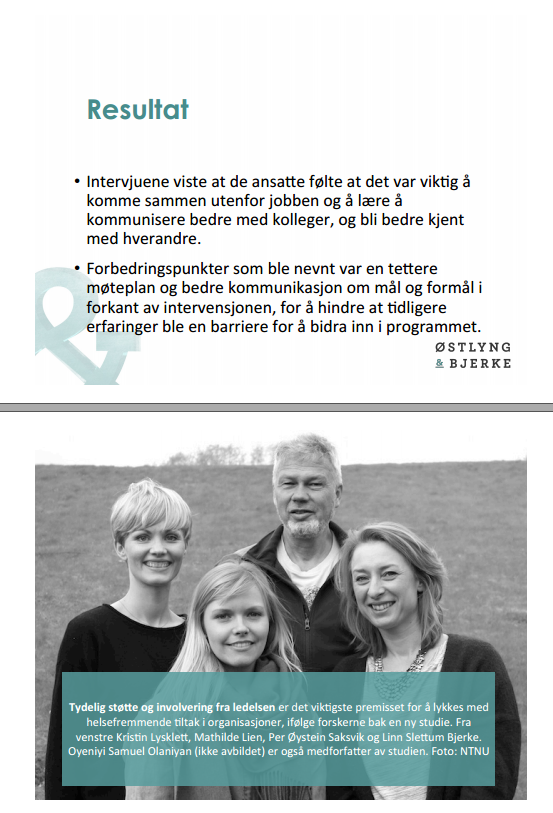 Resultat
• Intervjuene viste at de ansatte følte at det var viktig å
komme sammen utenfor jobben og å lære å
kommunisere bedre med kolleger, og bli bedre kjent
med hverandre.
• Forbedringspunkter som ble nevnt var en tettere
møteplan og bedre kommunikasjon om mål og formål i
forkant av intervensjonen, for å hindre at tidligere
erfaringer ble en barriere for å bidra inn i programmet.
&
ØSTLYNG
& BJERKE
Tydelig støtte og involvering fra ledelsen er det viktigste premisset for å lykkes med
helsefremmende tiltak i organisasjoner, ifølge forskerne bak en ny studie. Fra
venstre Kristin Lysklett, Mathilde Lien, Per Øystein Saksvik og Linn Slettum Bjerke.
Oyeniyi Samuel Olaniyan (ikke avbildet) er også medforfatter av studien. Foto: NTNU